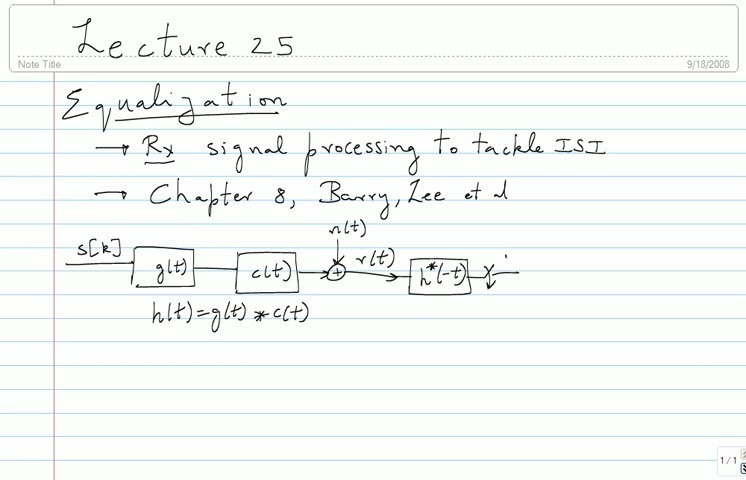 Lecture 25
Note Title
9/18/2008
Equalization
→ Rx signal processing to tackle ISI
→ Chapter 8, Barry, Lee et al
n(t)
s[k] g(t) c(t) + r(t) h*(-t)
h(t) = g(t) * c(t)
1/1